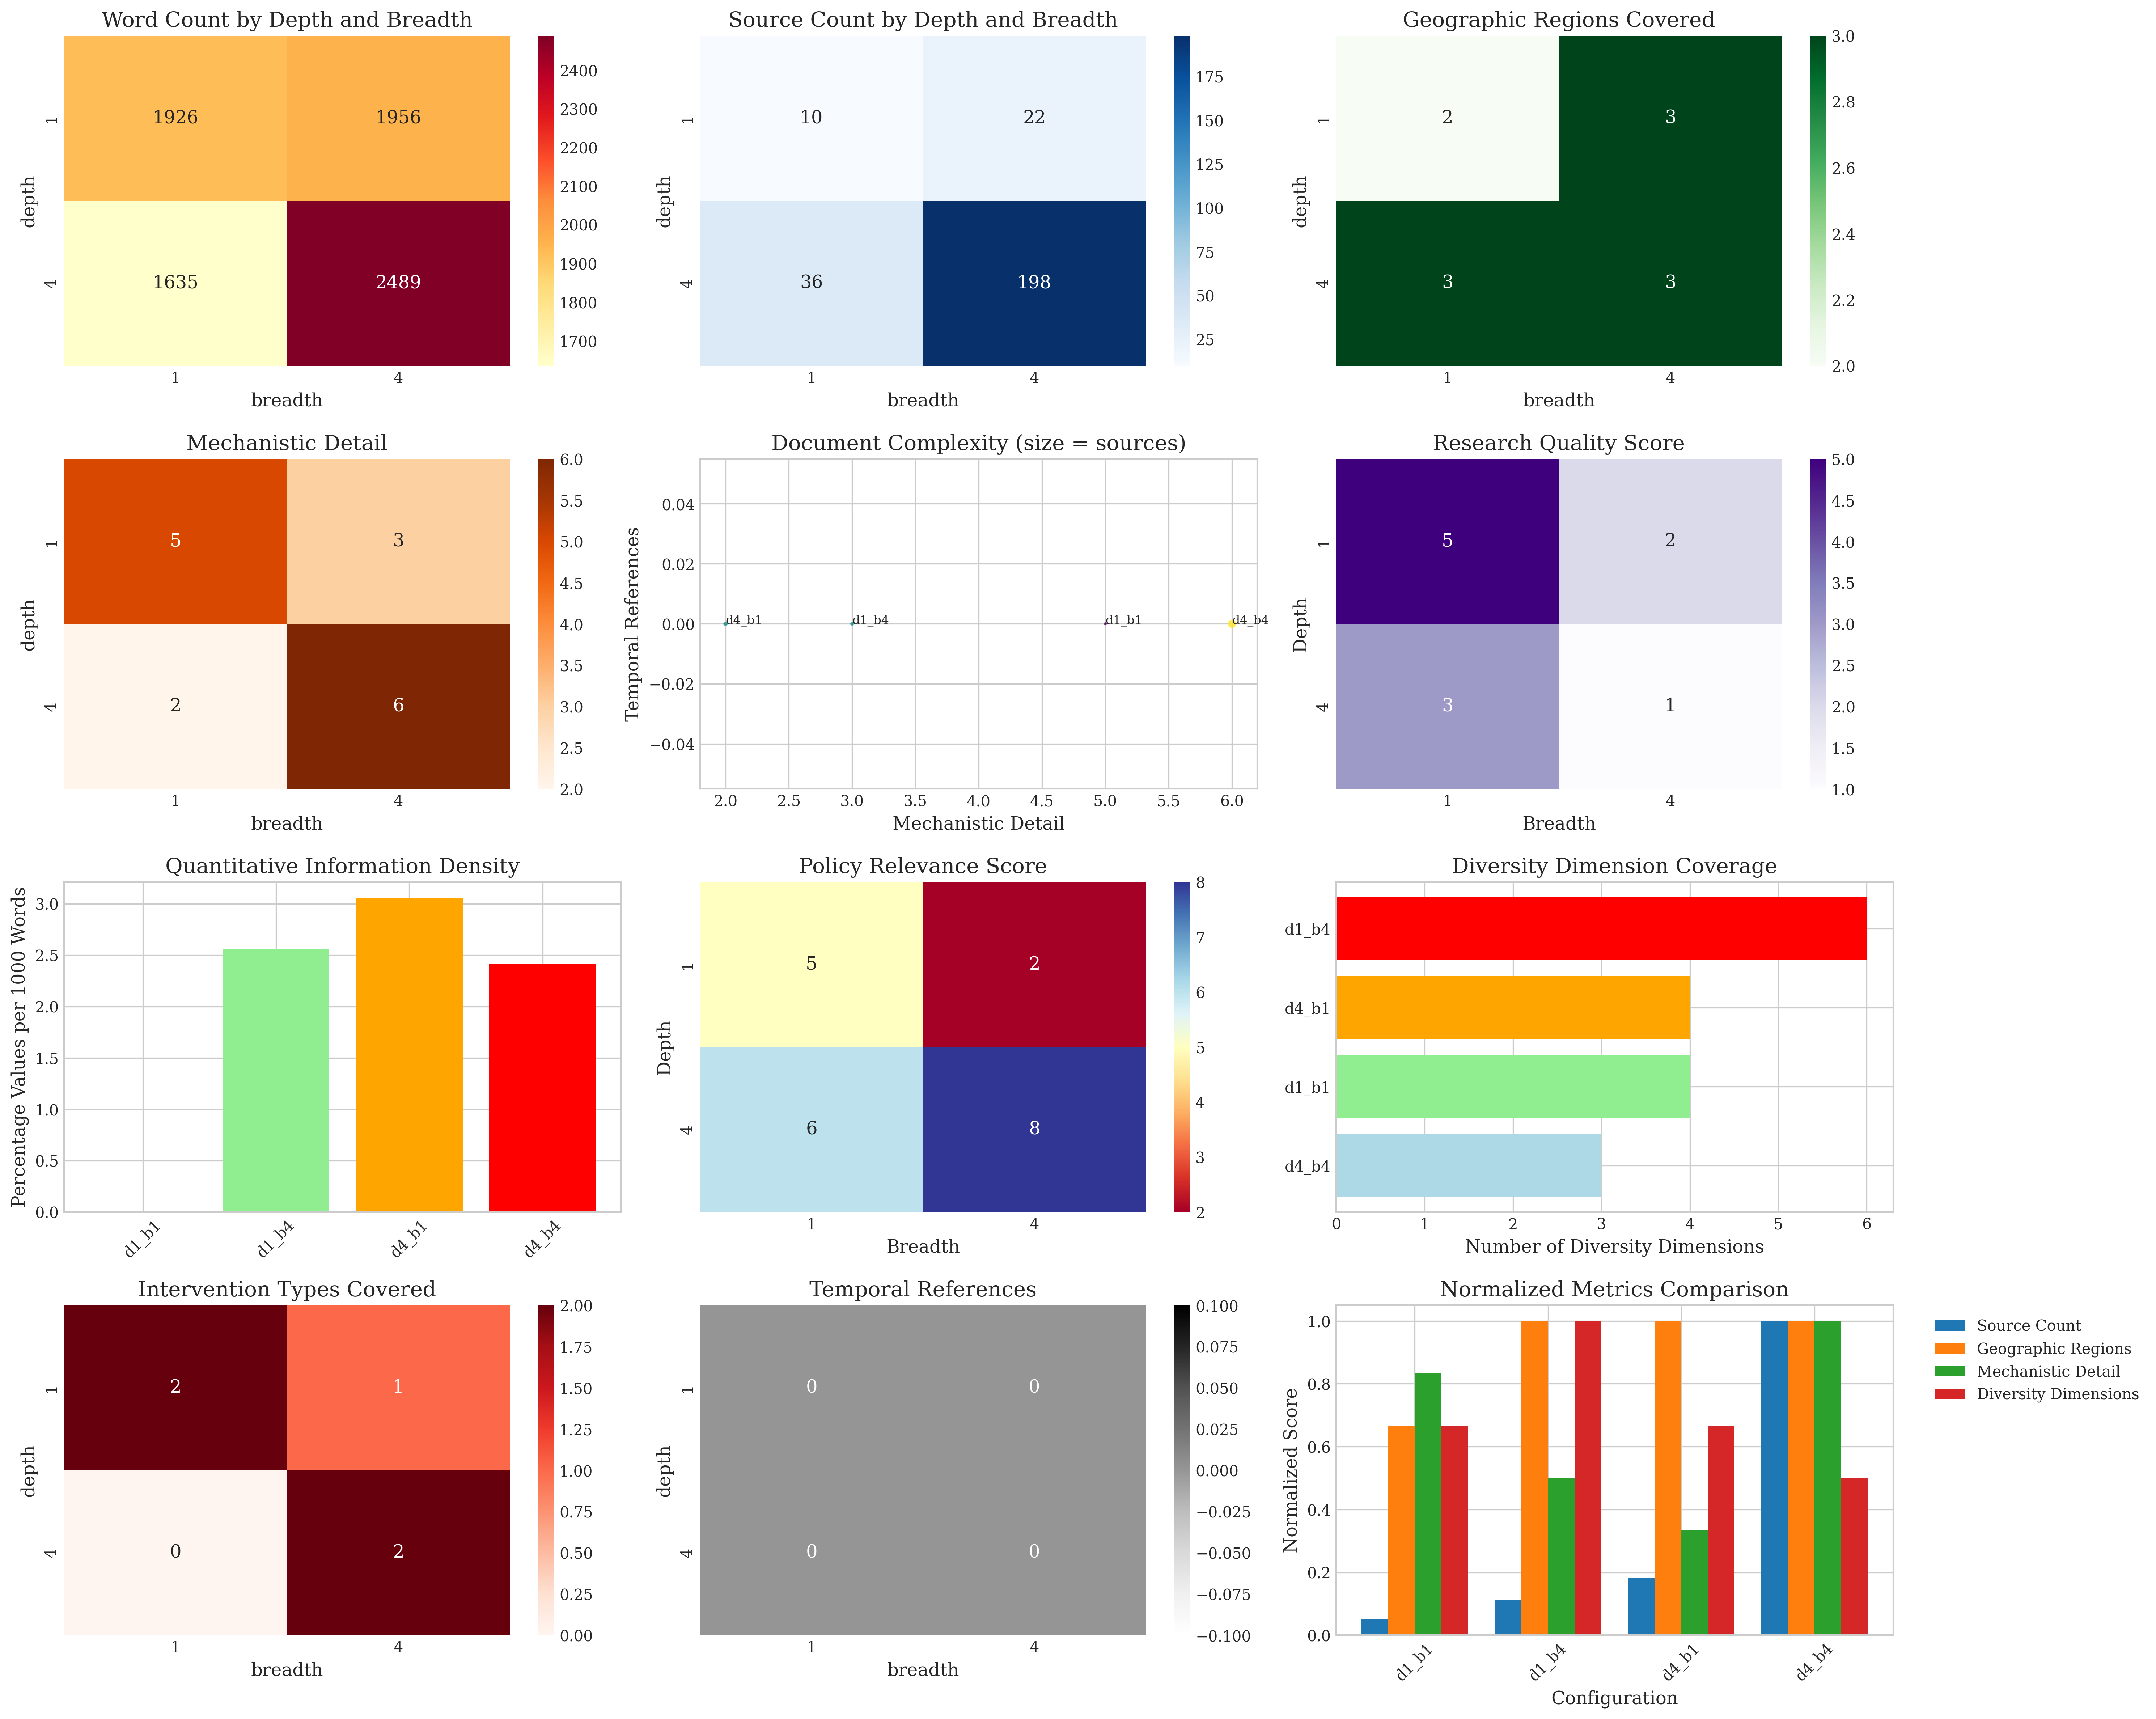 Word Count by Depth and Breadth
1926 1956
1635 2489
1
4
depth
1 4
breadth
2400
2300
2200
2100
2000
1900
1800
1700
Source Count by Depth and Breadth
10 22
36 198
1
4
depth
1 4
breadth
175
150
125
100
75
50
25
Geographic Regions Covered
2 3
3 3
1
4
depth
1 4
breadth
3.0
2.8
2.6
2.4
2.2
2.0
Mechanistic Detail
5 3
2 6
1
4
depth
1 4
breadth
6.0
5.5
5.0
4.5
4.0
3.5
3.0
2.5
2.0
Document Complexity (size = sources)
Temporal References
0.04
0.02
0.00
−0.02
−0.04
d4_b1 d1_b4 d1_b1 d4_b4
2.0 2.5 3.0 3.5 4.0 4.5 5.0 5.5 6.0
Mechanistic Detail
Research Quality Score
5 2
3 1
1
4
Depth
1 4
Breadth
5.0
4.5
4.0
3.5
3.0
2.5
2.0
1.5
1.0
Quantitative Information Density
Percentage Values per 1000 Words
3.0
2.5
2.0
1.5
1.0
0.5
0.0
d1_b1 d1_b4 d4_b1 d4_b4
Policy Relevance Score
5 2
6 8
1
4
Depth
1 4
Breadth
8
7
6
5
4
3
2
Diversity Dimension Coverage
d1_b4
d4_b1
d1_b1
d4_b4
0 1 2 3 4 5 6
Number of Diversity Dimensions
Intervention Types Covered
2 1
0 2
1
4
depth
1 4
breadth
2.00
1.75
1.50
1.25
1.00
0.75
0.50
0.25
0.00
Temporal References
0 0
0 0
1
4
depth
1 4
breadth
0.100
0.075
0.050
0.025
0.000
−0.025
−0.050
−0.075
−0.100
Normalized Metrics Comparison
Normalized Score
1.0
0.8
0.6
0.4
0.2
0.0
d1_b1 d1_b4 d4_b1 d4_b4
Configuration
Source Count
Geographic Regions
Mechanistic Detail
Diversity Dimensions